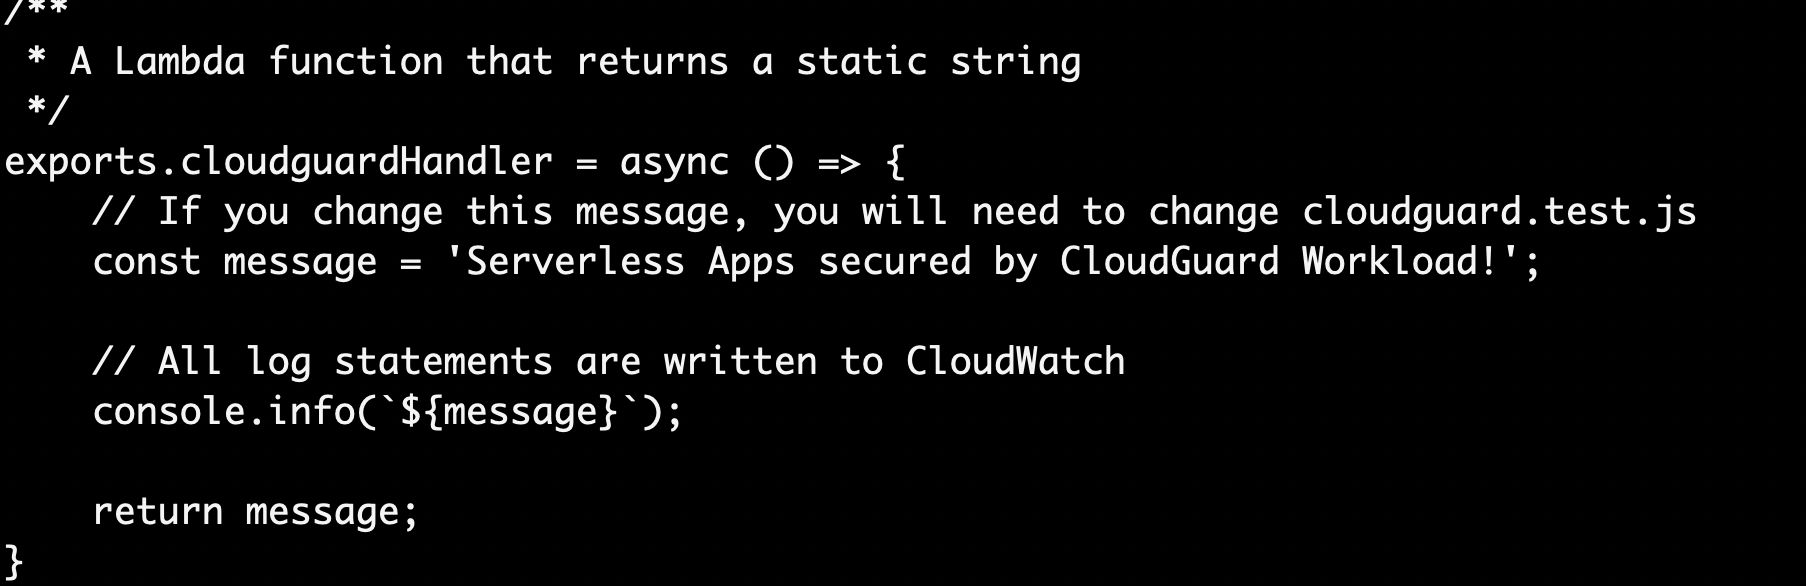 /**
 * A Lambda function that returns a static string
 */
exports.cloudguardHandler = async () => {
    // If you change this message, you will need to change cloudguard.test.js
    const message = 'Serverless Apps secured by CloudGuard Workload!';

    // All log statements are written to CloudWatch
    console.info(`${message}`);

    return message;
}